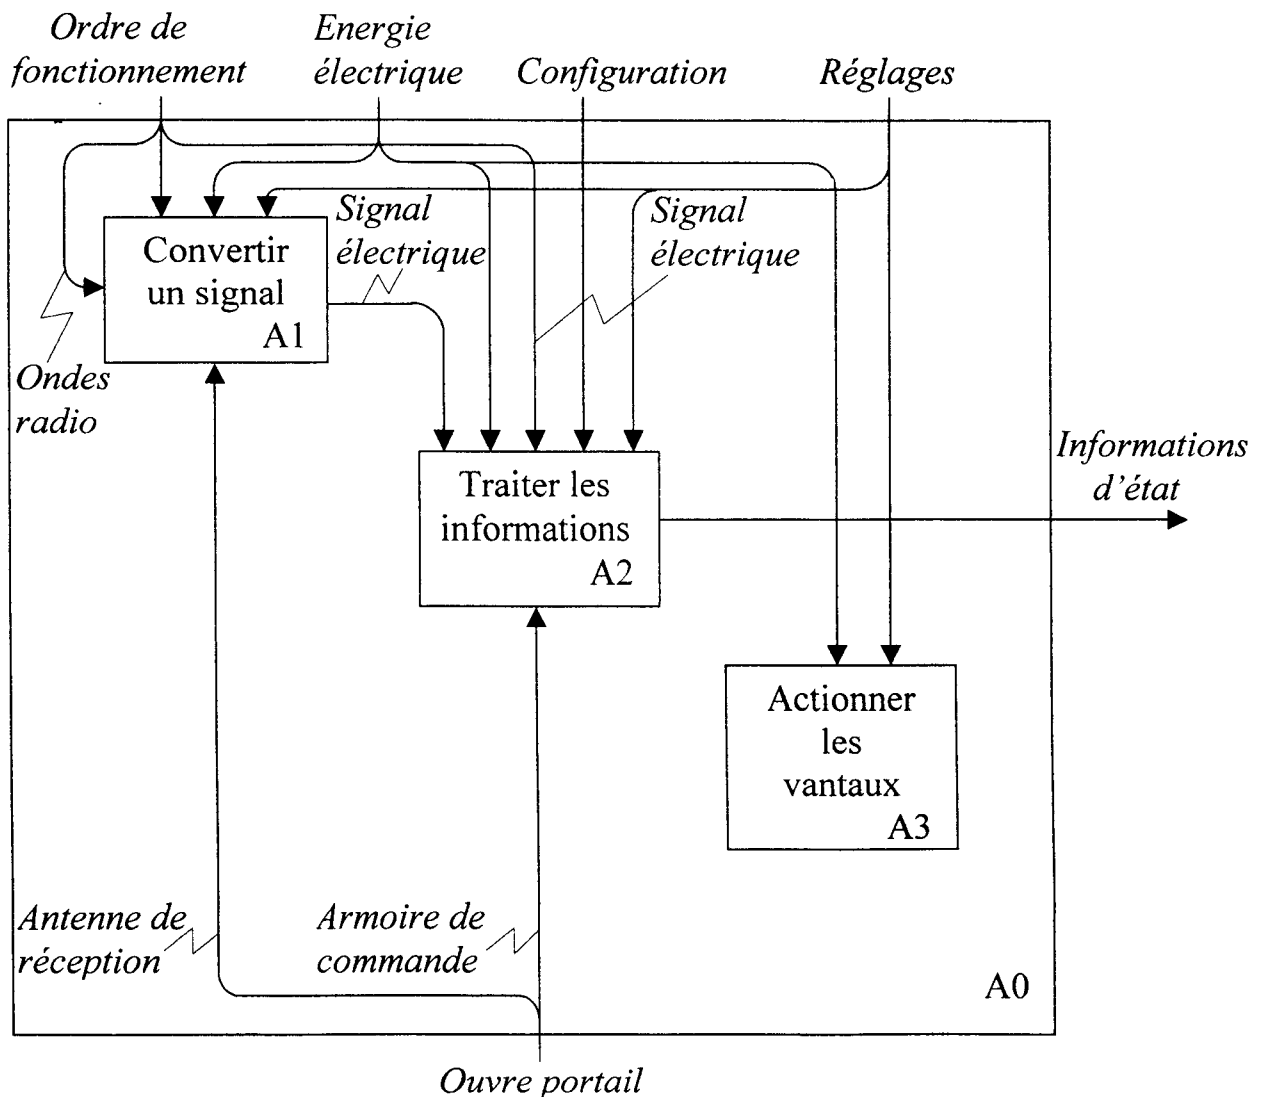 Ordre de
fonctionnement
Energie
électrique
Configuration
Réglages
Signal
électrique
Signal
électrique
Convertir
un signal
A1
Ondes
radio
Traiter les
informations
A2
Informations
d'état
Actionner
les
vantaux
A3
Antenne de
réception
Armoire de
commande
A0
Ouvre portail